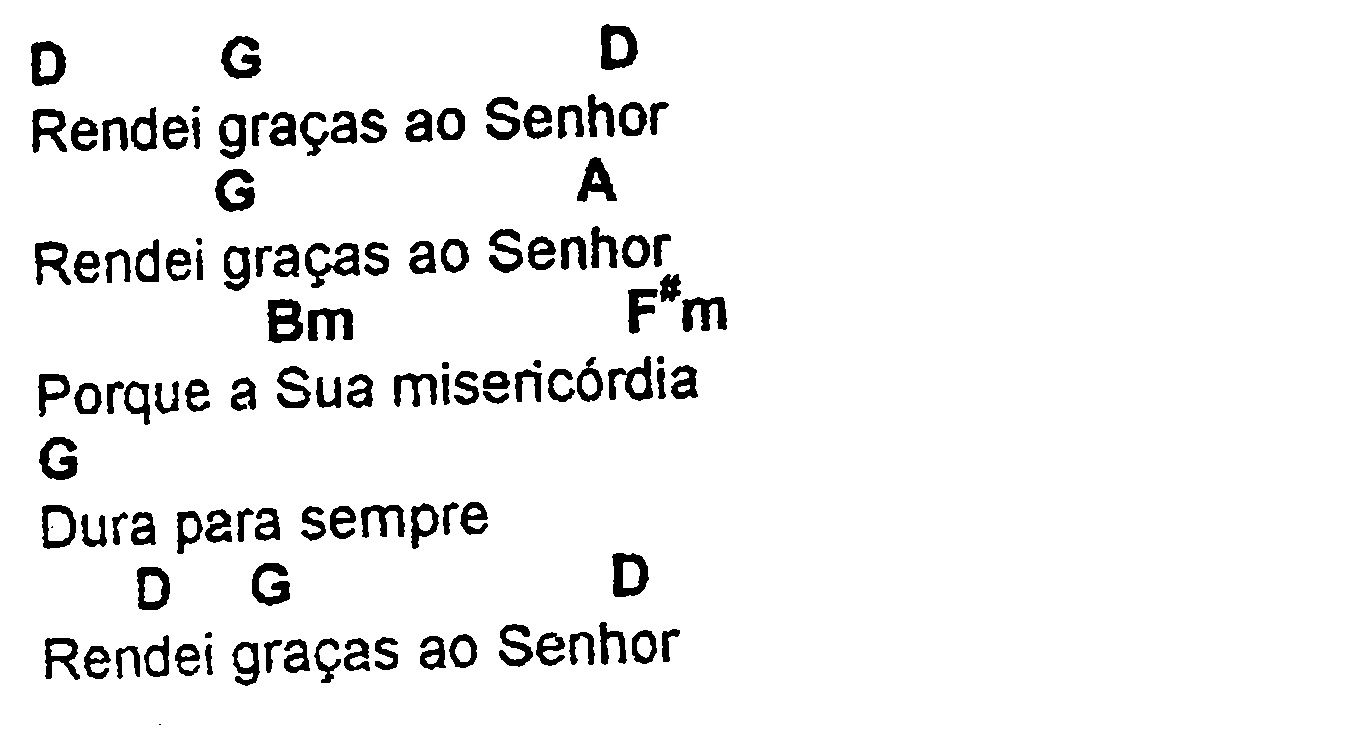 D G D
Rendei graças ao Senhor
G A
Rendei graças ao Senhor
Bm F#m
Porque a Sua misericórdia
G
Dura para sempre
D G D
Rendei graças ao Senhor